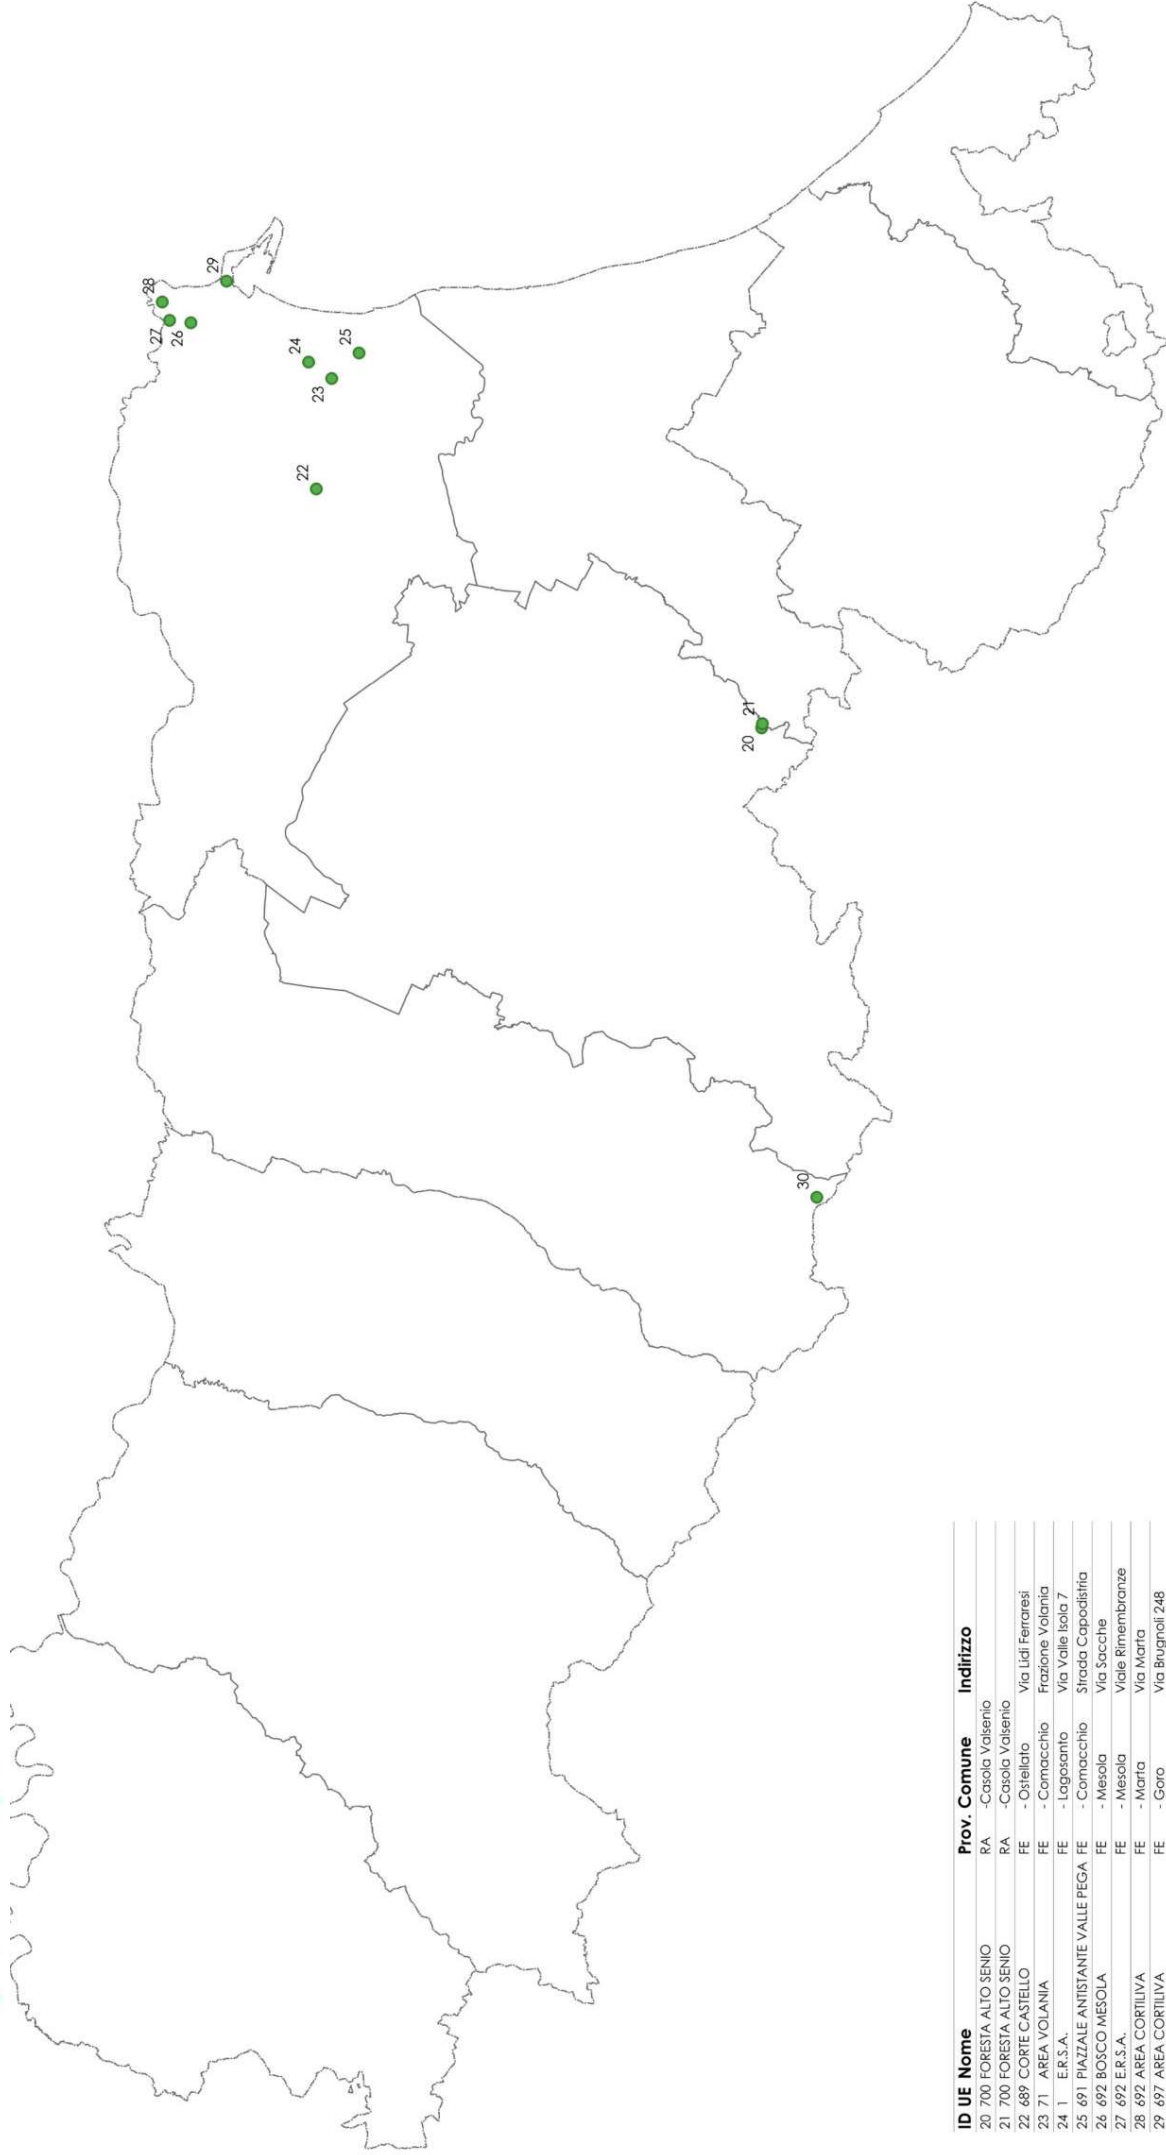 28
29
27
26
24
25
23
22
21
20
30
ID UE Nome Prov. Comune Indirizzo
20 700 FORESTA ALTO SENIO RA -Casola Valsenio
21 700 FORESTA ALTO SENIO RA -Casola Valsenio
22 689 CORTE CASTELLO FE - Ostellato Via Lidi Ferraresi
23 71 AREA VOLANIA FE - Comacchio Frazione Volania
24 1 E.R.S.A. FE - Lagosanto Via Valle Isola 7
25 691 PIAZZALE ANTISTANTE VALLE PEGA FE - Comacchio Strada Capodistria
26 692 BOSCO MESOLA FE - Mesola Via Sacche
27 692 E.R.S.A. FE - Mesola Viale Rimembranze
28 692 AREA CORTILIVA FE - Marta Via Marta
29 697 AREA CORTILIVA FE - Goro Via Brugnoli 248